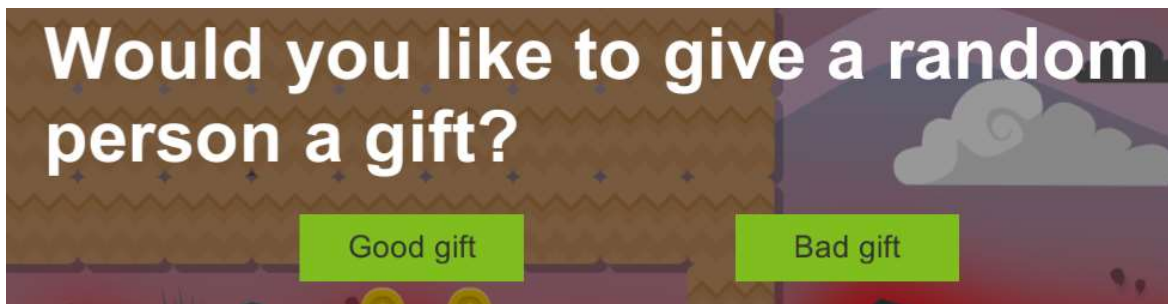 Would you like to give a random
person a gift?
Good gift
Bad gift